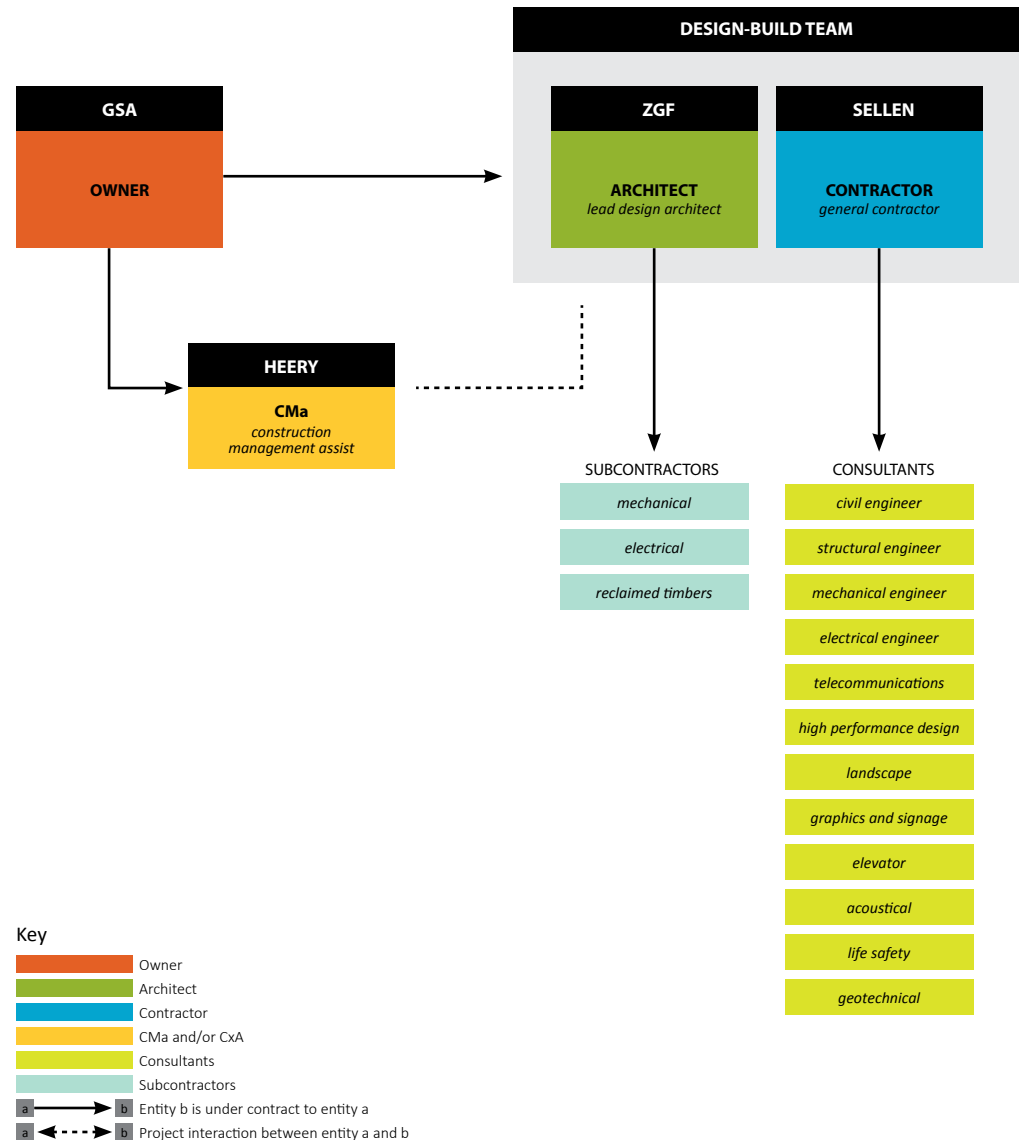 DESIGN-BUILD TEAM
GSA
OWNER
ZGF
ARCHITECT
lead design architect
SELLEN
CONTRACTOR
general contractor
HEERY
CMa
construction
management assist
SUBCONTRACTORS
mechanical
electrical
reclaimed timbers
CONSULTANTS
civil engineer
structural engineer
mechanical engineer
electrical engineer
telecommunications
high performance design
landscape
graphics and signage
elevator
acoustical
life safety
geotechnical
Key
Owner
Architect
Contractor
CMa and/or CxA
Consultants
Subcontractors
a b Entity b is under contract to entity a
a b Project interaction between entity a and b